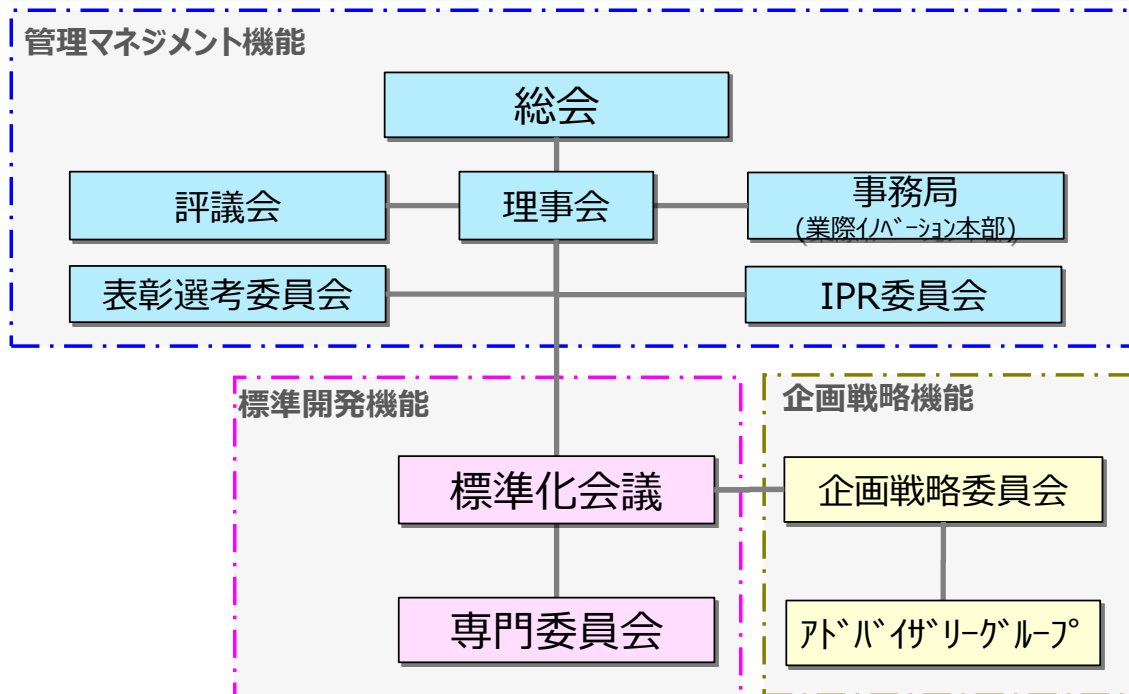 管理マネジメント機能
総会
評議会
理事会
事務局
(業際ｲﾉﾍﾞｰｼｮﾝ本部)
表彰選考委員会
IPR委員会
標準開発機能
企画戦略機能
標準化会議
企画戦略委員会
専門委員会
ｱﾄﾞﾊﾞｲｻﾞﾘｰｸﾞﾙｰﾌﾟ